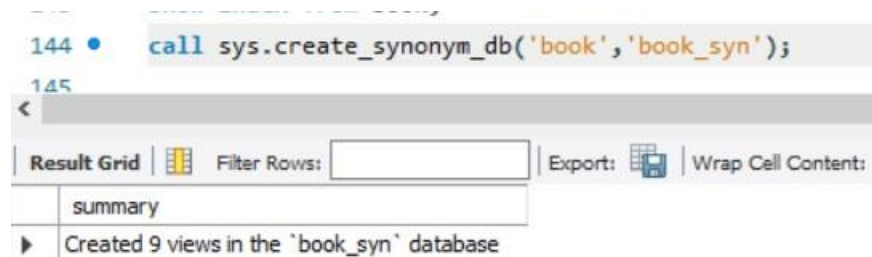 144 ● call sys.create_synonym_db('book','book_syn');
145
Result Grid Filter Rows: Export: Wrap Cell Content:
summary
Created 9 views in the `book_syn` database